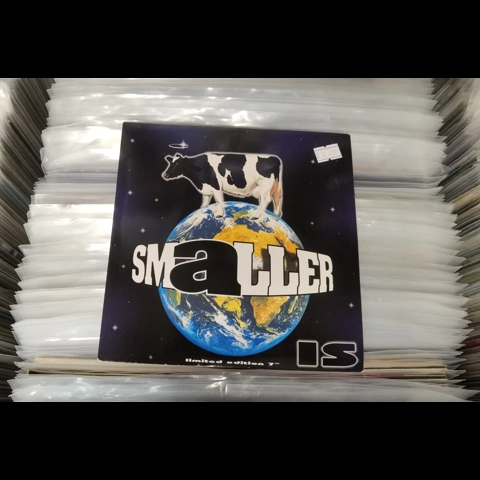 SMaLLER
IS
limited edition 7"